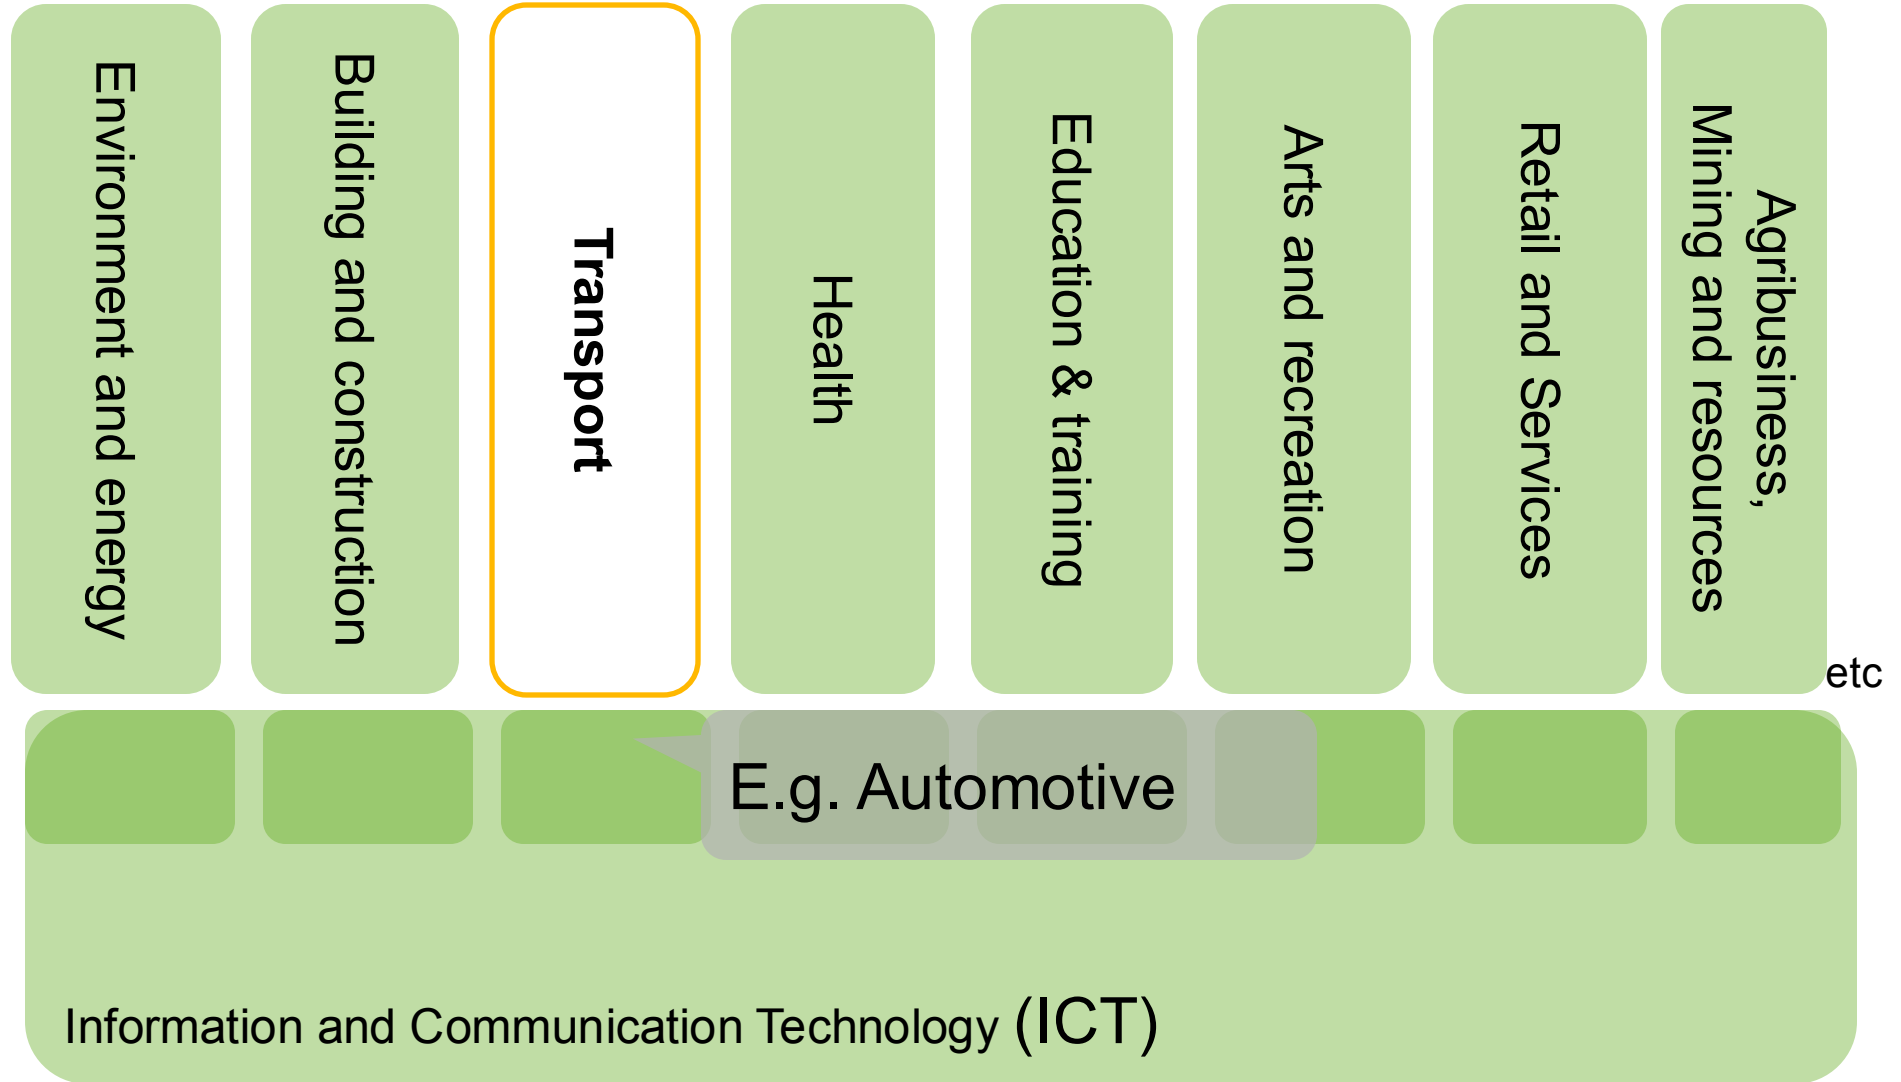 Environment and energy
Building and construction
Transport
Health
Education & training
Arts and recreation
Retail and Services
Agribusiness,
Mining and resources
etc
E.g. Automotive
Information and Communication Technology (ICT)